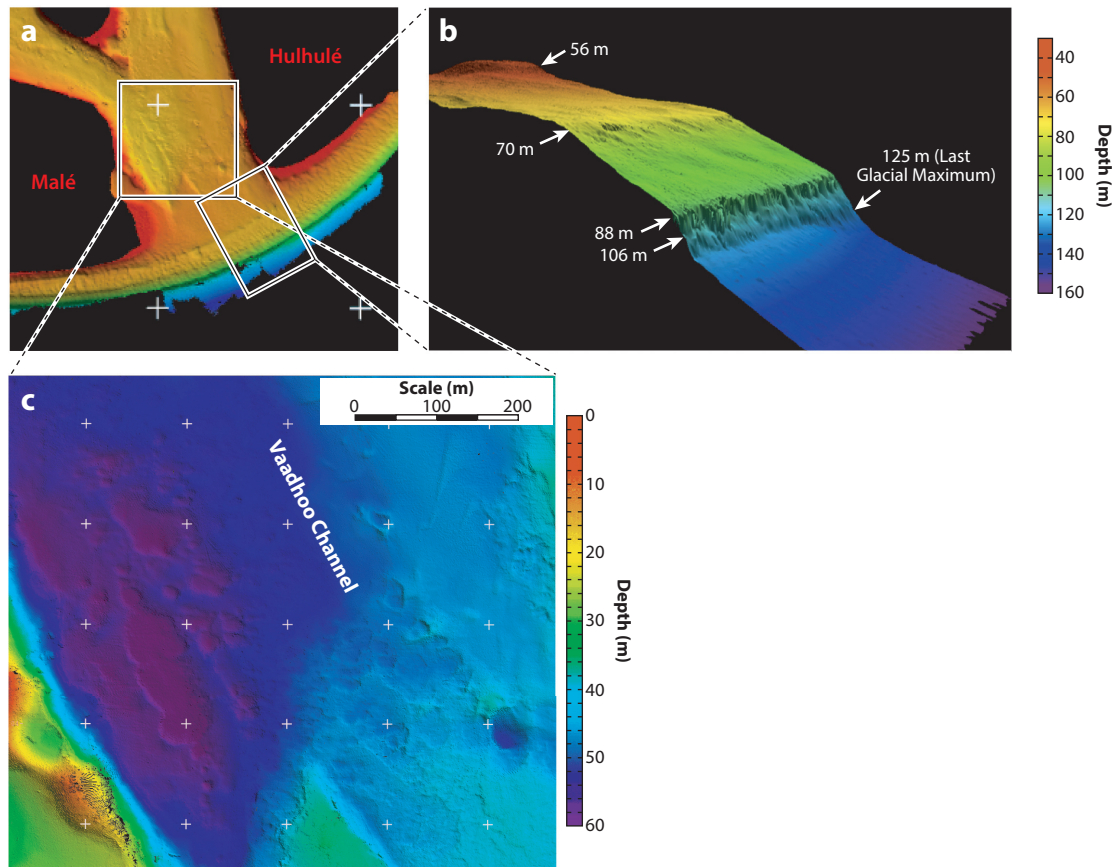 a
Hulhulé
Malé
b
56 m
70 m
88 m
106 m
125 m (Last
Glacial Maximum)
40
60
80
100
120
140
160
Depth (m)
c
Scale (m)
0 100 200
Vaadhoo Channel
0
10
20
30
40
50
60
Depth (m)